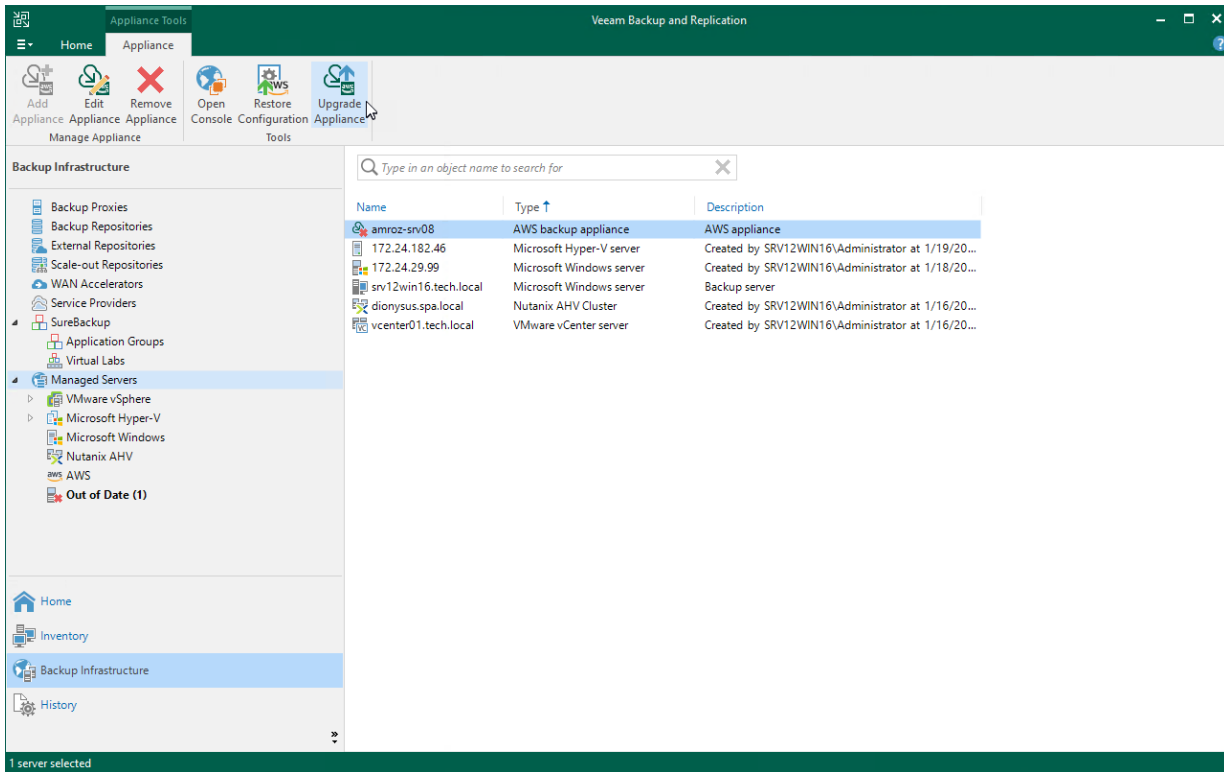 Appliance Tools
Veeam Backup and Replication
Home
Appliance
Add Appliance
Edit Appliance
Remove Appliance
Open Console
aws
Restore Configuration
Upgrade Appliance
Manage Appliance
Tools
Backup Infrastructure
Type in an object name to search for
Backup Proxies
Backup Repositories
External Repositories
Scale-out Repositories
WAN Accelerators
Service Providers
SureBackup
Application Groups
Virtual Labs
Managed Servers
VMware vSphere
Microsoft Hyper-V
Microsoft Windows
Nutanix AHV
aws AWS
Out of Date (1)
Name Type Description
amroz-srv08 AWS backup appliance AWS appliance
172.24.182.46 Microsoft Hyper-V server Created by SRV12WIN16\Administrator at 1/19/20...
172.24.29.99 Microsoft Windows server Created by SRV12WIN16\Administrator at 1/18/20...
srv12win16.tech.local Microsoft Windows server Backup server
dionysus.spa.local Nutanix AHV Cluster Created by SRV12WIN16\Administrator at 1/16/20...
vcenter01.tech.local VMware vCenter server Created by SRV12WIN16\Administrator at 1/16/20...
Home
Inventory
Backup Infrastructure
History
1 server selected